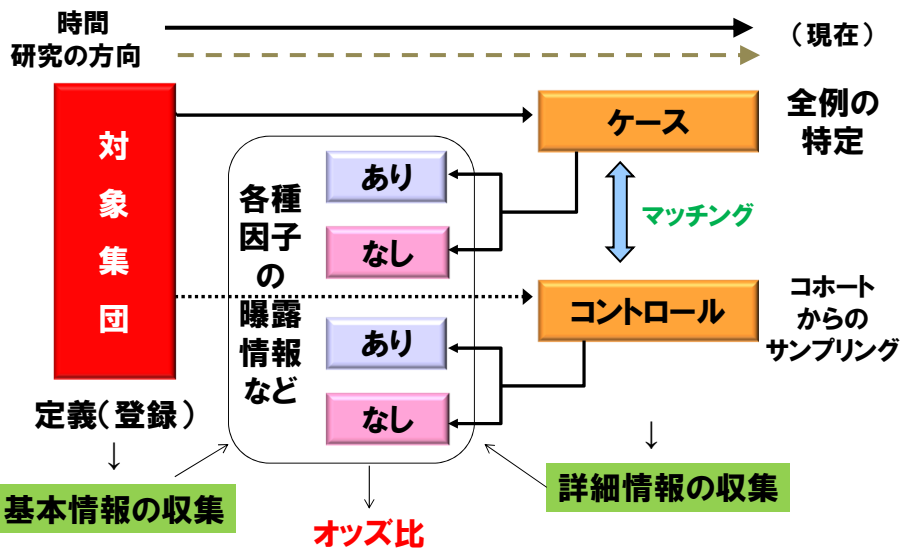 時間
研究の方向
（現在）
対象集団
ケース
全例の
特定
各種
因子
の
曝露
情報
など
あり
なし
マッチング
コントロール
コホート
からの
サンプリング
あり
なし
定義（登録）
↓
↓
基本情報の収集
詳細情報の収集
オッズ比